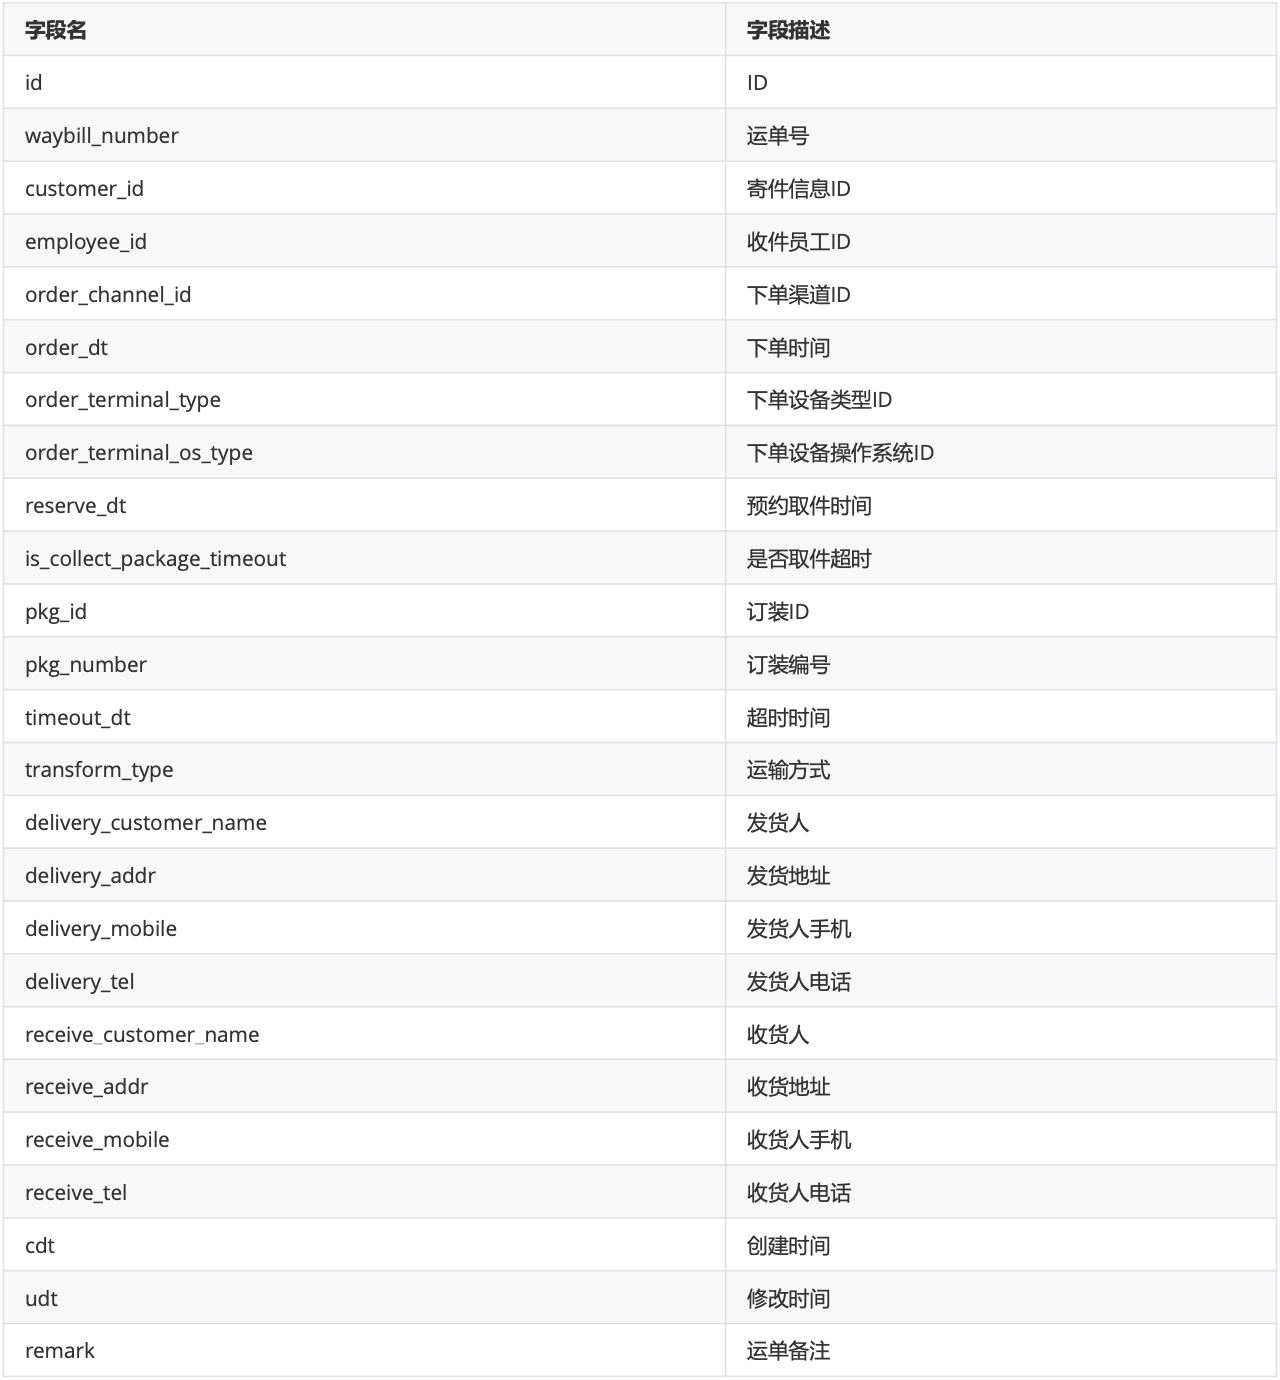 字段名 字段描述
id ID
waybill_number 运单号
customer_id 寄件信息ID
employee_id 收件员工ID
order_channel_id 下单渠道ID
order_dt 下单时间
order_terminal_type 下单设备类型ID
order_terminal_os_type 下单设备操作系统ID
reserve_dt 预约取件时间
is_collect_package_timeout 是否取件超时
pkg_id 订装ID
pkg_number 订装编号
timeout_dt 超时时间
transform_type 运输方式
delivery_customer_name 发货人
delivery_addr 发货地址
delivery_mobile 发货人手机
delivery_tel 发货人电话
receive_customer_name 收货人
receive_addr 收货地址
receive_mobile 收货人手机
receive_tel 收货人电话
cdt 创建时间
udt 修改时间
remark 运单备注